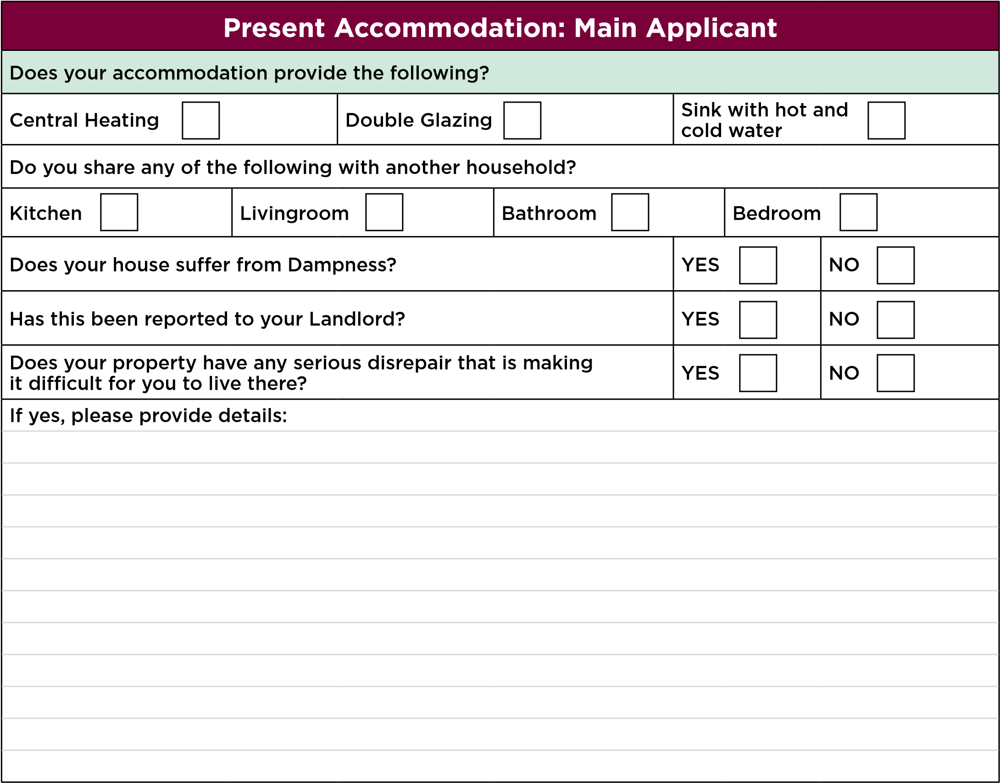 Present Accommodation: Main Applicant
Does your accommodation provide the following?
Central Heating
Double Glazing
Sink with hot and
cold water
Do you share any of the following with another household?
Kitchen
Livingroom
Bathroom
Bedroom
Does your house suffer from Dampness?
YES
NO
Has this been reported to your Landlord?
YES
NO
Does your property have any serious disrepair that is making
it difficult for you to live there?
YES
NO
If yes, please provide details: